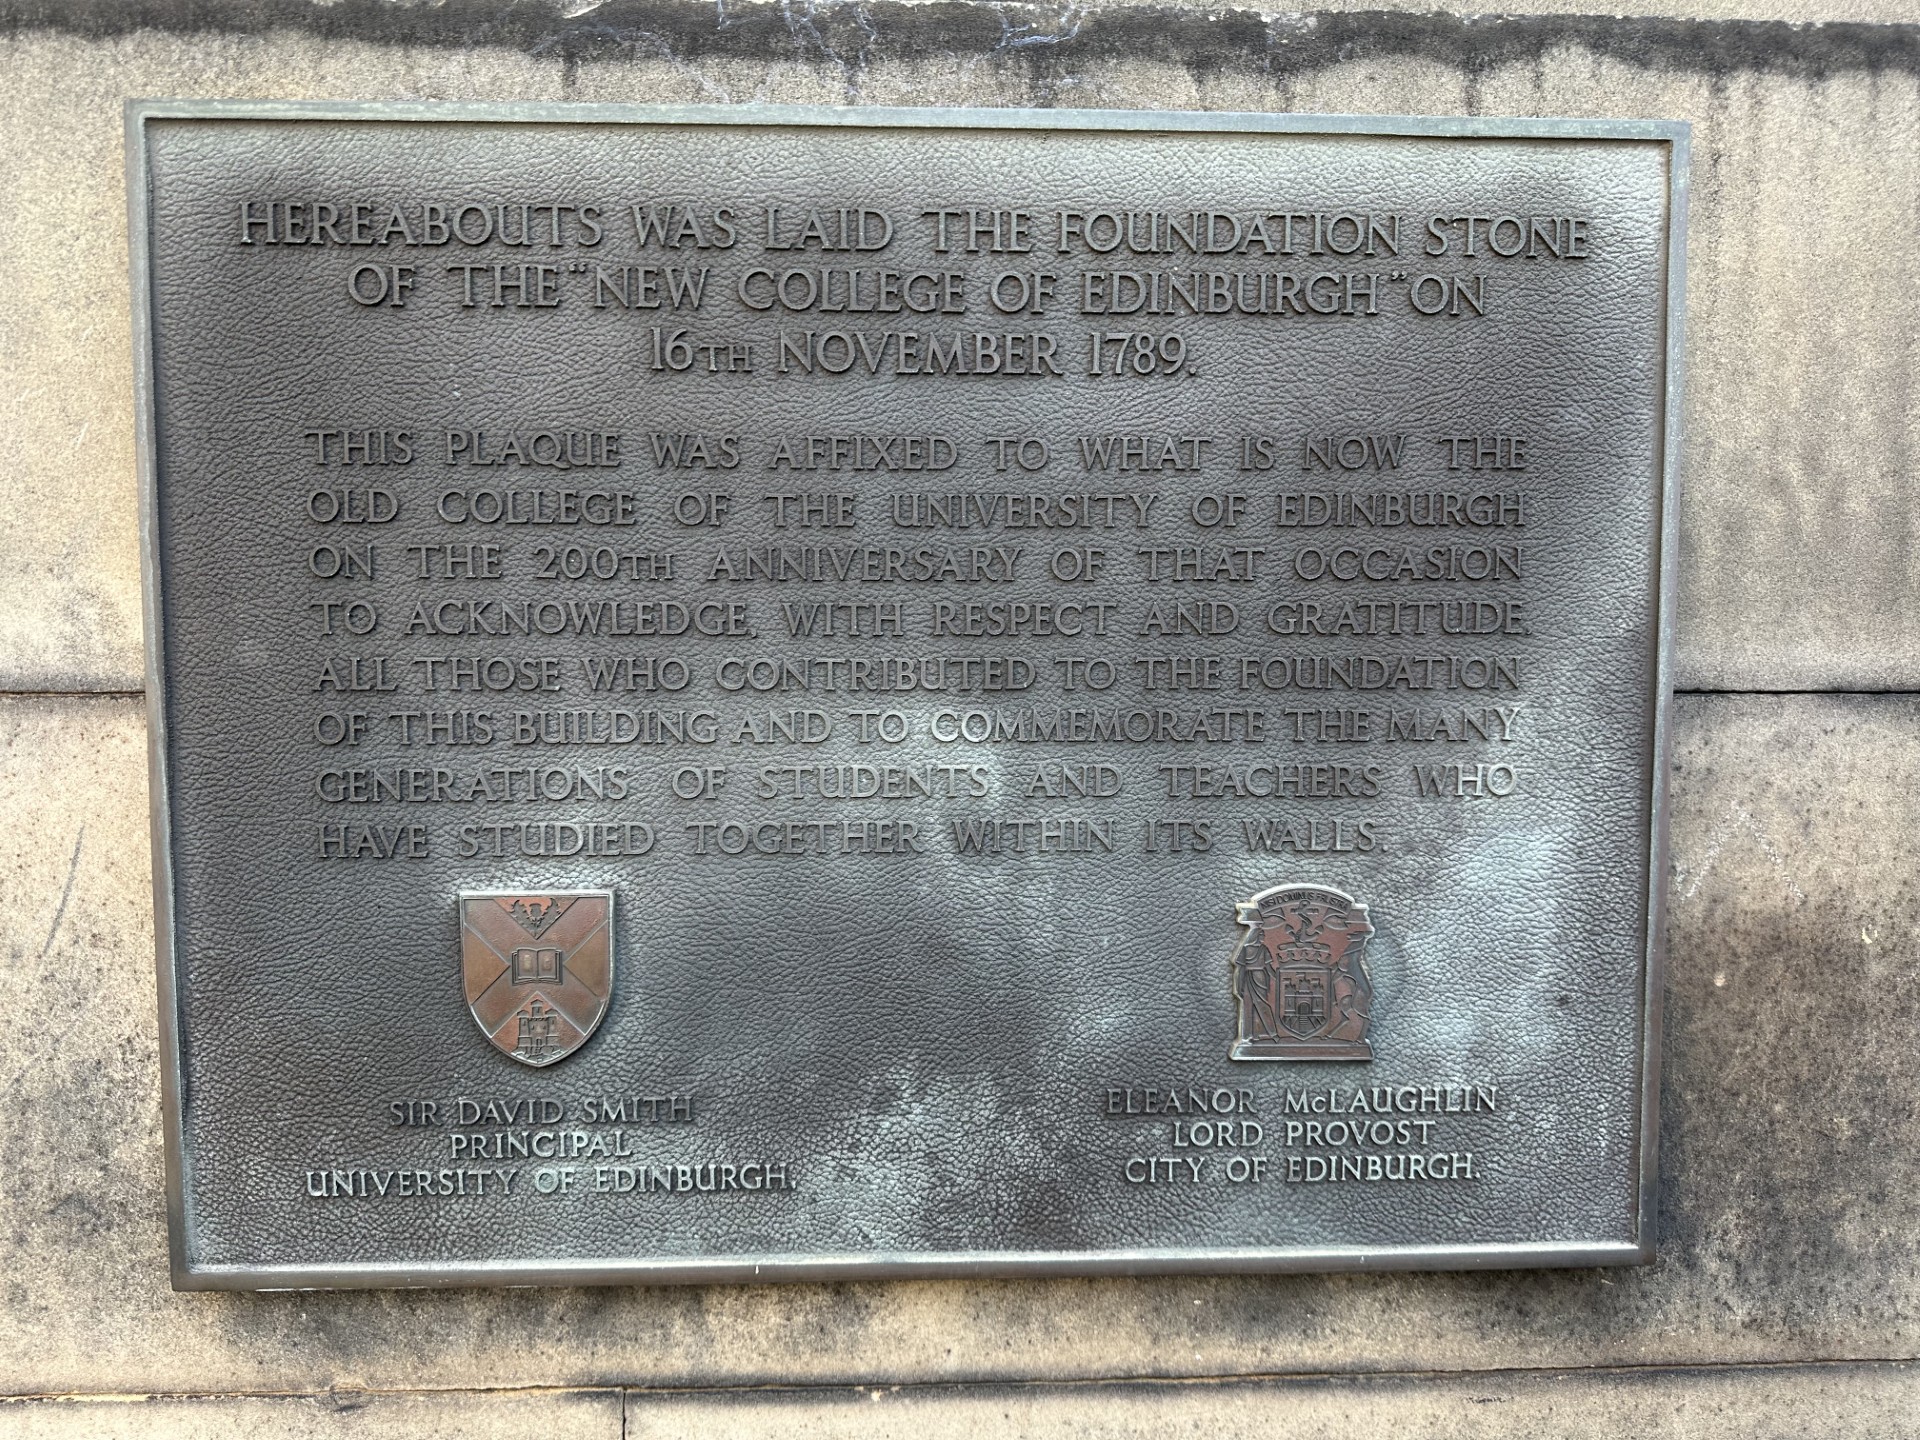 HEREABOUTS WAS LAID THE FOUNDATION STONE
OF THE "NEW COLLEGE OF EDINBURGH" ON
16TH NOVEMBER 1789.
THIS PLAQUE WAS AFFIXED TO WHAT IS NOW THE
OLD COLLEGE OF THE UNIVERSITY OF EDINBURGH
ON THE 200TH ANNIVERSARY OF THAT OCCASION
TO ACKNOWLEDGE, WITH RESPECT AND GRATITUDE,
ALL THOSE WHO CONTRIBUTED TO THE FOUNDATION
OF THIS BUILDING AND TO COMMEMORATE THE MANY
GENERATIONS OF STUDENTS AND TEACHERS WHO
HAVE STUDIED TOGETHER WITHIN ITS WALLS.
SIR DAVID SMITH
PRINCIPAL
UNIVERSITY OF EDINBURGH.
NISI DOMINUS FRUSTRA
ELEANOR McLAUGHLIN
LORD PROVOST
CITY OF EDINBURGH.